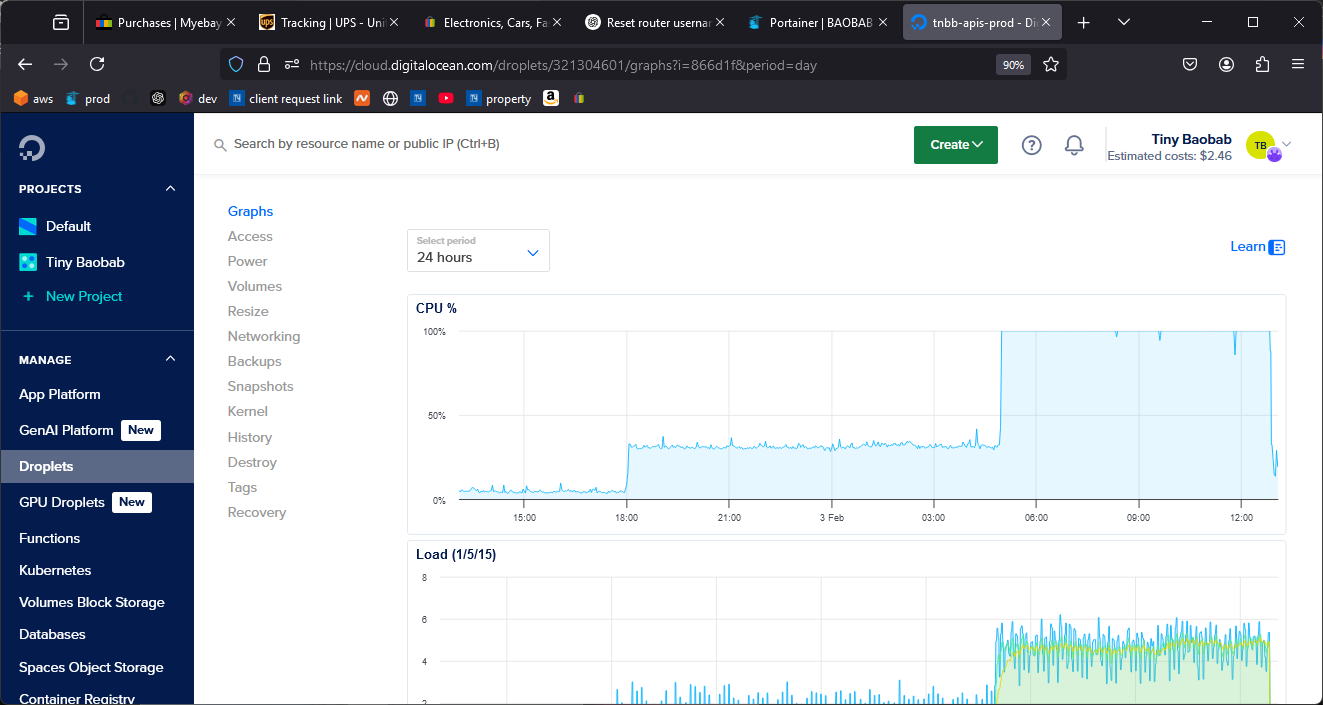 Purchases | Myebay
Tracking | UPS - Uni
Electronics, Cars, Fa
Reset router usernar
Portainer | BAOBAB
tnbb-apis-prod - Dig
https://cloud.digitalocean.com/droplets/321304601/graphs?i=866d1f&period=day
90%
aws
prod
dev
client request link
property
Search by resource name or public IP (Ctrl+B)
Create
Tiny Baobab
Estimated costs: $2.46
TB
PROJECTS
Default
Tiny Baobab
+ New Project
MANAGE
App Platform
GenAI Platform New
Droplets
GPU Droplets New
Functions
Kubernetes
Volumes Block Storage
Databases
Spaces Object Storage
Container Registry
Graphs
Access
Power
Volumes
Resize
Networking
Backups
Snapshots
Kernel
History
Destroy
Tags
Recovery
Select period
24 hours
Learn
CPU %
100%
50%
0%
15:00 18:00 21:00 3 Feb 03:00 06:00 09:00 12:00
Load (1/5/15)
8
6
4
2